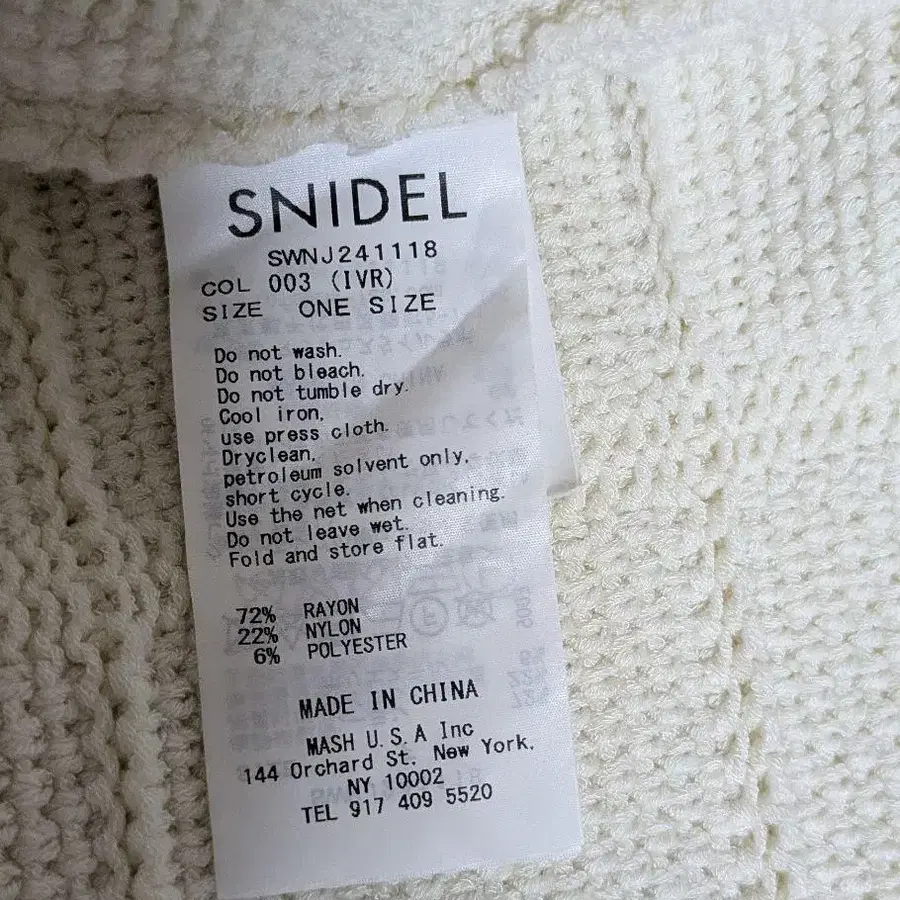 SNIDEL
SWNJ241118
COL 003 (IVR)
SIZE ONE SIZE
Do not wash.
Do not bleach.
Do not tumble dry.
Cool iron,
use press cloth.
Dryclean,
petroleum solvent only,
short cycle.
Use the net when cleaning.
Do not leave wet.
Fold and store flat.
72% RAYON
22% NYLON
6% POLYESTER
MADE IN CHINA
MASH U.S.A Inc
144 Orchard St. New York,
NY 10002
TEL 917 409 5520